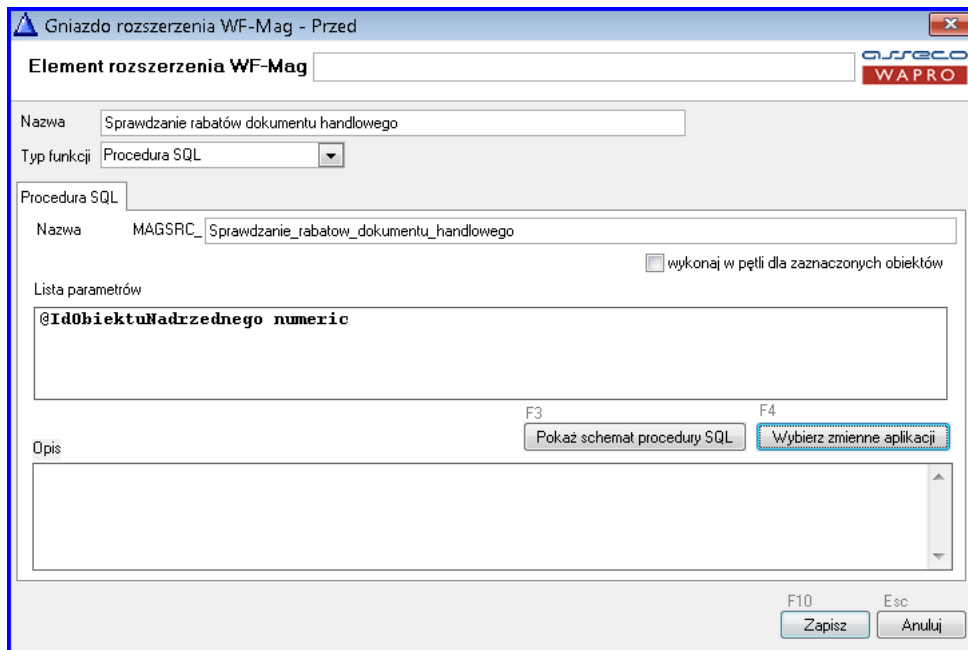 Gniazdo rozszerzenia WF-Mag - Przed
Element rozszerzenia WF-Mag
asseco
WAPRO
Nazwa Sprawdzanie rabatów dokumentu handlowego
Typ funkcji Procedura SQL
Procedura SQL
Nazwa MAGSRC_ Sprawdzanie_rabatow_dokumentu_handlowego
wykonaj w pętli dla zaznaczonych obiektów
Lista parametrów
@IdObiektuNadrzednego numeric
F3 F4
Pokaż schemat procedury SQL Wybierz zmienne aplikacji
Opis
F10 Esc
Zapisz Anuluj